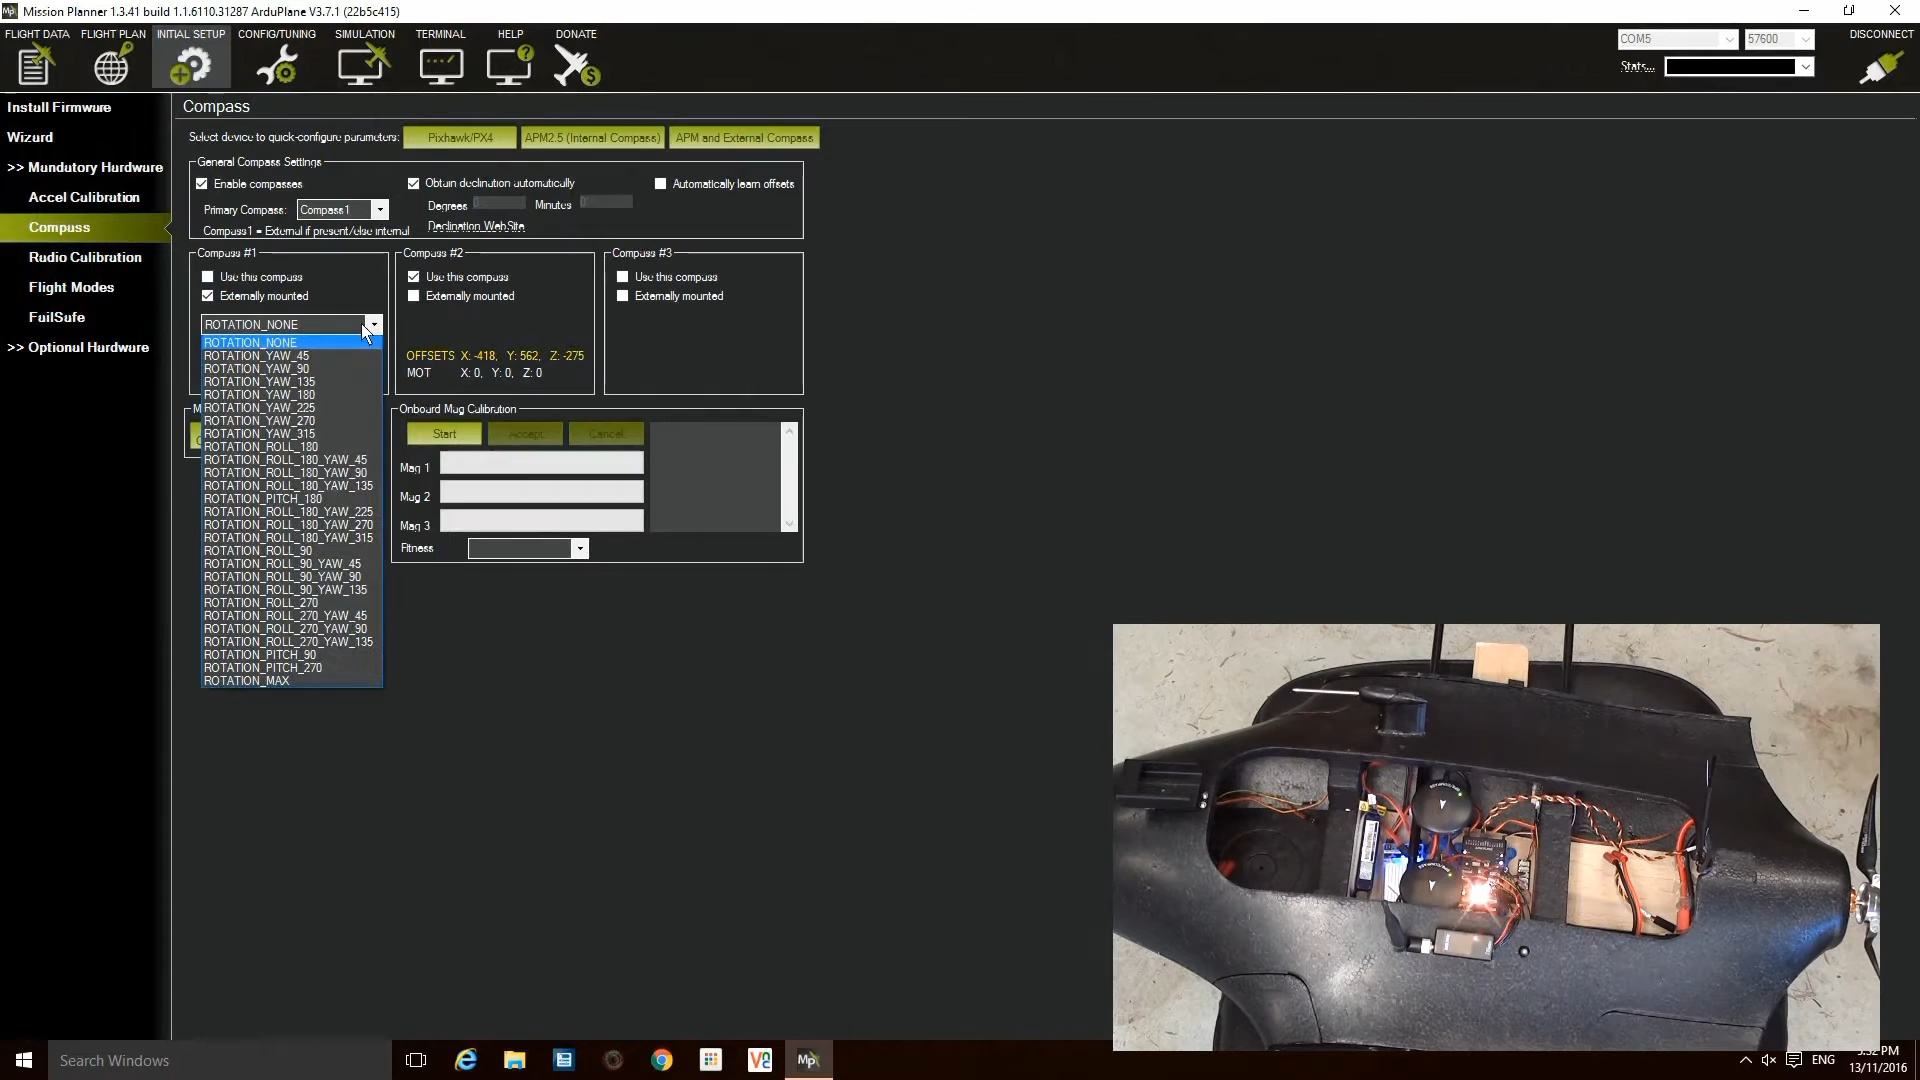 Mission Planner 1.3.41 build 1.1.6110.31287 ArduPlane V3.7.1 (22b5c415)
FLIGHT DATA FLIGHT PLAN INITIAL SETUP CONFIG/TUNING SIMULATION TERMINAL HELP DONATE
COM5 57600 DISCONNECT
Stats...
Install Firmware
Wizard
>> Mandatory Hardware
Accel Calibration
Compass
Radio Calibration
Flight Modes
FailSafe
>> Optional Hardware
Compass
Select device to quick-configure parameters: Pixhawk/PX4 APM2.5 (Internal Compass) APM and External Compass
General Compass Settings
Enable compasses Obtain declination automatically Automatically learn offsets
Primary Compass: Compass1 Degrees 0 Minutes 0
Compass1 = External if present/else internal Declination WebSite
Compass #1 Compass #2 Compass #3
Use this compass Use this compass Use this compass
Externally mounted Externally mounted Externally mounted
ROTATION_NONE
ROTATION_NONE
ROTATION_YAW_45
ROTATION_YAW_90
ROTATION_YAW_135
ROTATION_YAW_180
ROTATION_YAW_225
ROTATION_YAW_270
ROTATION_YAW_315
ROTATION_ROLL_180
ROTATION_ROLL_180_YAW_45
ROTATION_ROLL_180_YAW_90
ROTATION_ROLL_180_YAW_135
ROTATION_PITCH_180
ROTATION_ROLL_180_YAW_225
ROTATION_ROLL_180_YAW_270
ROTATION_ROLL_180_YAW_315
ROTATION_ROLL_90
ROTATION_ROLL_90_YAW_45
ROTATION_ROLL_90_YAW_90
ROTATION_ROLL_90_YAW_135
ROTATION_ROLL_270
ROTATION_ROLL_270_YAW_45
ROTATION_ROLL_270_YAW_90
ROTATION_ROLL_270_YAW_135
ROTATION_PITCH_90
ROTATION_PITCH_270
ROTATION_MAX
OFFSETS X: -418, Y: 562, Z: -275
MOT X: 0, Y: 0, Z: 0
Onboard Mag Calibration
Start Accept Cancel
Mag 1
Mag 2
Mag 3
Fitness
Search Windows
ENG
5:52 PM
13/11/2016